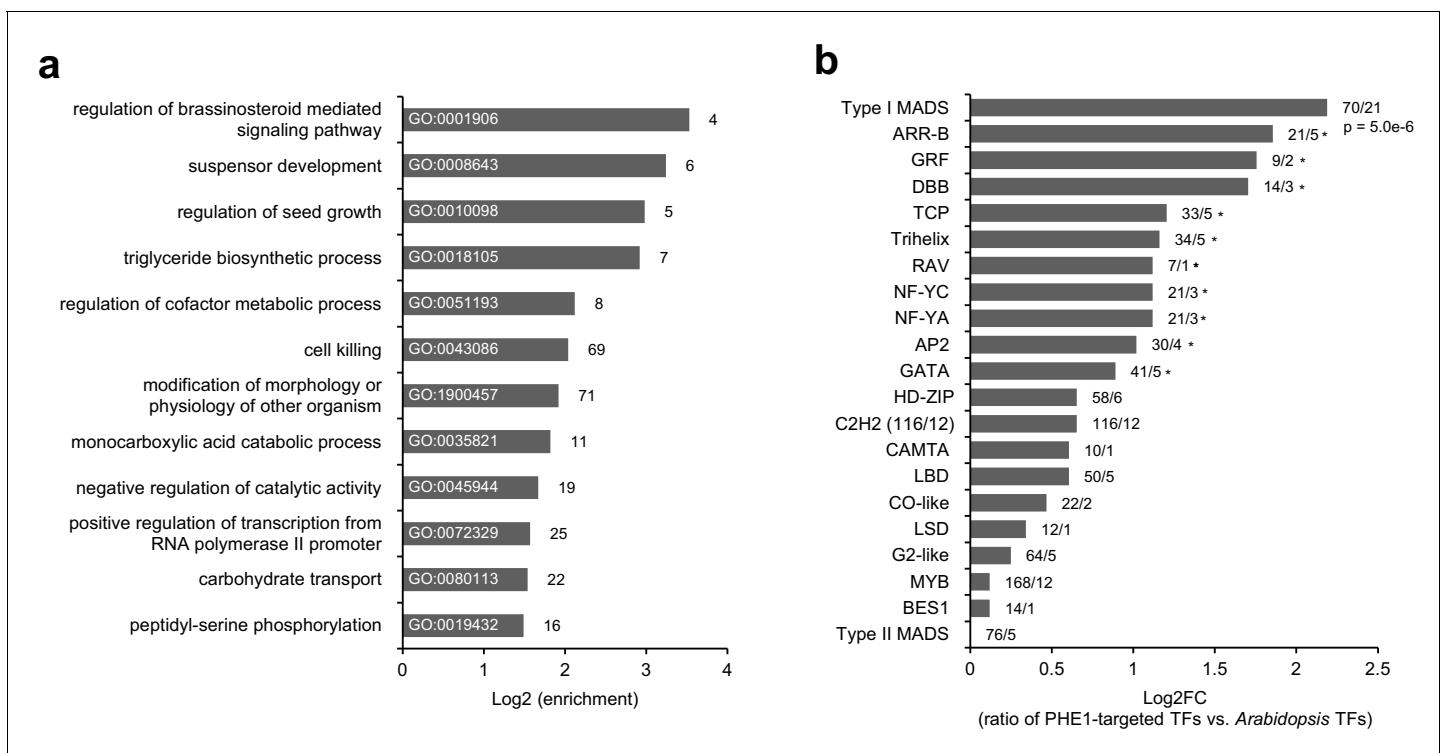 a
regulation of brassinosteroid mediated
signaling pathway
GO:0001906
4
suspensor development
GO:0008643
6
regulation of seed growth
GO:0010098
5
triglyceride biosynthetic process
GO:0018105
7
regulation of cofactor metabolic process
GO:0051193
8
cell killing
GO:0043086
69
modification of morphology or
physiology of other organism
GO:1900457
71
monocarboxylic acid catabolic process
GO:0035821
11
negative regulation of catalytic activity
GO:0045944
19
positive regulation of transcription from
RNA polymerase II promoter
GO:0072329
25
carbohydrate transport
GO:0080113
22
peptidyl-serine phosphorylation
GO:0019432
16
0 1 2 3 4
Log2 (enrichment)
b
Type I MADS 70/21
p = 5.0e-6
ARR-B 21/5 *
GRF 9/2 *
DBB 14/3 *
TCP 33/5 *
Trihelix 34/5 *
RAV 7/1 *
NF-YC 21/3 *
NF-YA 21/3 *
AP2 30/4 *
GATA 41/5 *
HD-ZIP 58/6
C2H2 (116/12) 116/12
CAMTA 10/1
LBD 50/5
CO-like 22/2
LSD 12/1
G2-like 64/5
MYB 168/12
BES1 14/1
Type II MADS 76/5
0 0.5 1 1.5 2 2.5
Log2FC
(ratio of PHE1-targeted TFs vs. Arabidopsis TFs)